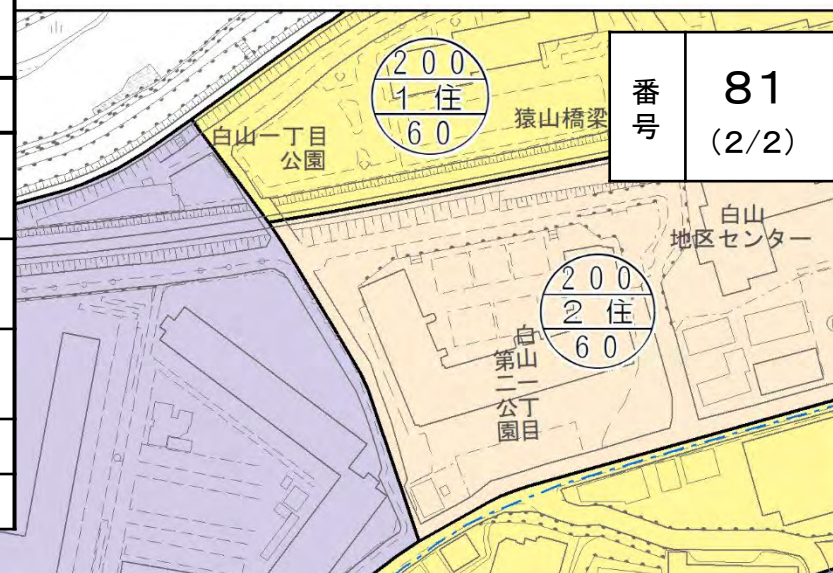 200
1住
60
白山一丁目
公園
猿山橋梁
番号
81
(2/2)
白山
地区センター
200
2住
60
白山一丁目
第二公園